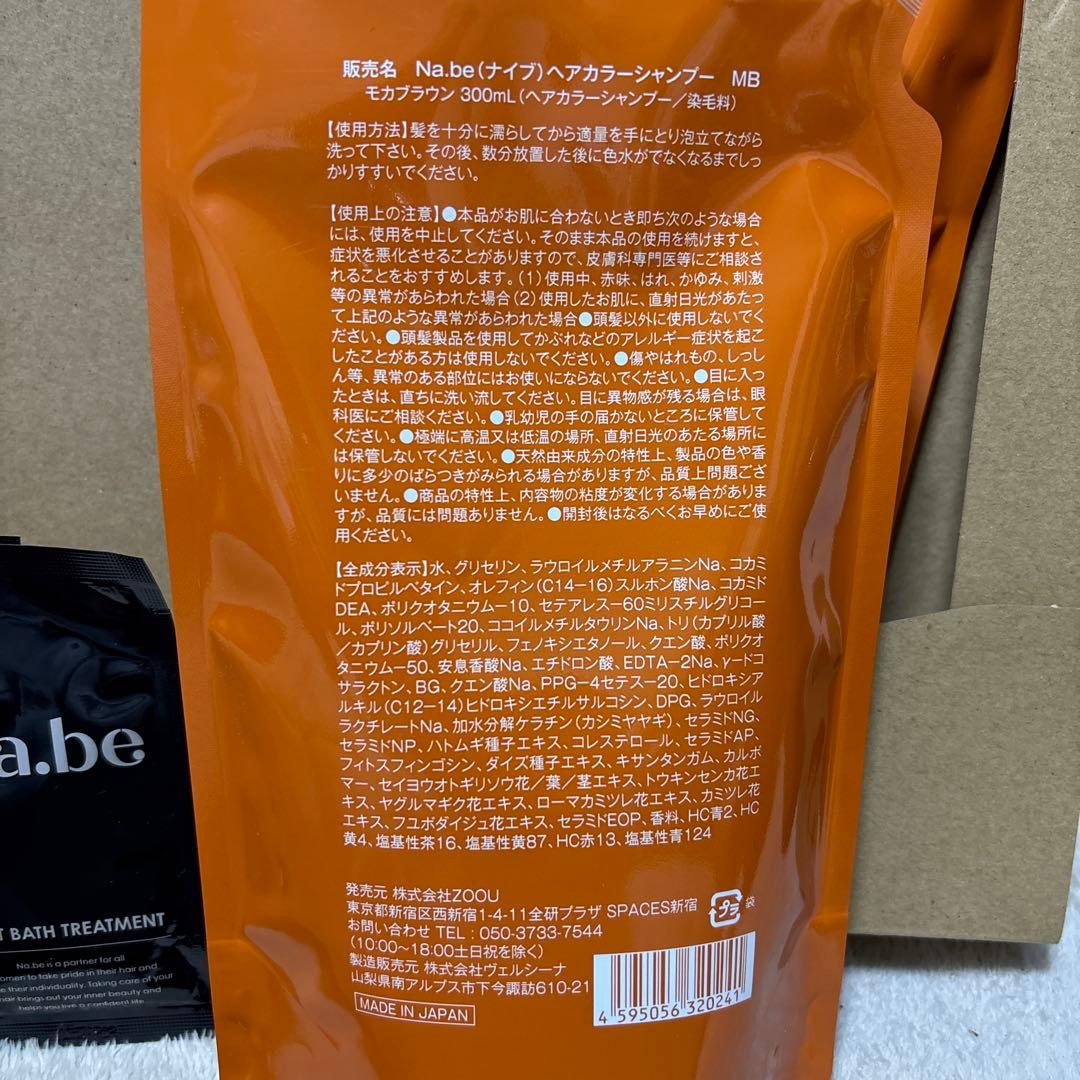 販売名 Na.be(ナイブ)ヘアカラーシャンプー MB
モカブラウン 300mL(ヘアカラーシャンプー/染毛料)
【使用方法】髪を十分に濡らしてから適量を手にとり泡立てながら
洗って下さい。その後、数分放置した後に色水がでなくなるまでしっ
かりすすいでください。
【使用上の注意】●本品がお肌に合わないとき即ち次のような場合
には、使用を中止してください。そのまま本品の使用を続けますと、
症状を悪化させることがありますので、皮膚科専門医等にご相談さ
れることをおすすめします。(1)使用中、赤味、はれ、かゆみ、刺激
等の異常があらわれた場合(2)使用したお肌に、直射日光があたっ
て上記のような異常があらわれた場合●頭髪以外に使用しないでく
ださい。●頭髪製品を使用してかぶれなどのアレルギー症状を起こ
したことがある方は使用しないでください。●傷やはれもの、しっし
ん等、異常のある部位にはお使いにならないでください。●目に入っ
たときは、直ちに洗い流してください。目に異物感が残る場合は、眼
科医にご相談ください。●乳幼児の手の届かないところに保管して
ください。●極端に高温又は低温の場所、直射日光のあたる場所に
は保管しないでください。●天然由来成分の特性上、製品の色や香
りに多少のばらつきがみられる場合がありますが、品質上問題ござ
いません。●商品の特性上、内容物の粘度が変化する場合がありま
すが、品質には問題ありません。●開封後はなるべくお早めにご使
用ください。
【全成分表示】水、グリセリン、ラウロイルメチルアラニンNa、コカミ
ドプロピルベタイン、オレフィン(C14-16)スルホン酸Na、コカミド
DEA、ポリクオタニウム-10、セテアレス-60ミリスチルグリコー
ル、ポリソルベート20、ココイルメチルタウリンNa、トリ(カプリル酸
/カプリン酸)グリセリル、フェノキシエタノール、クエン酸、ポリクオ
タニウム-50、安息香酸Na、エチドロン酸、EDTA-2Na、γ-ドコ
サラクトン、BG、クエン酸Na、PPG-4セテス-20、ヒドロキシア
ルキル(C12-14)ヒドロキシエチルサルコシン、DPG、ラウロイル
ラクチレートNa、加水分解ケラチン(カシミヤヤギ)、セラミドNG、
セラミドNP、ハトムギ種子エキス、コレステロール、セラミドAP、
フィトスフィンゴシン、ダイズ種子エキス、キサンタンガム、カルボ
マー、セイヨウオトギリソウ花/葉/茎エキス、トウキンセンカ花エ
キス、ヤグルマギク花エキス、ローマカミツレ花エキス、カミツレ花
エキス、フユボダイジュ花エキス、セラミドEOP、香料、HC青2、HC
黄4、塩基性茶16、塩基性黄87、HC赤13、塩基性青124
発売元 株式会社ZOOU
東京都新宿区西新宿1-4-11全研プラザ SPACES新宿
お問い合わせ TEL:050-3733-7544
(10:00~18:00土日祝を除く)
製造販売元 株式会社ヴェルシーナ
山梨県南アルプス市下今諏訪610-21
MADE IN JAPAN
プラ
袋
4 595056 320241
a.be
T BATH TREATMENT
Na.be is a partner for all
omen to take pride in their hair and
e their individuality. Taking care of your
hair brings out your inner beauty and
helps you live a confident life.